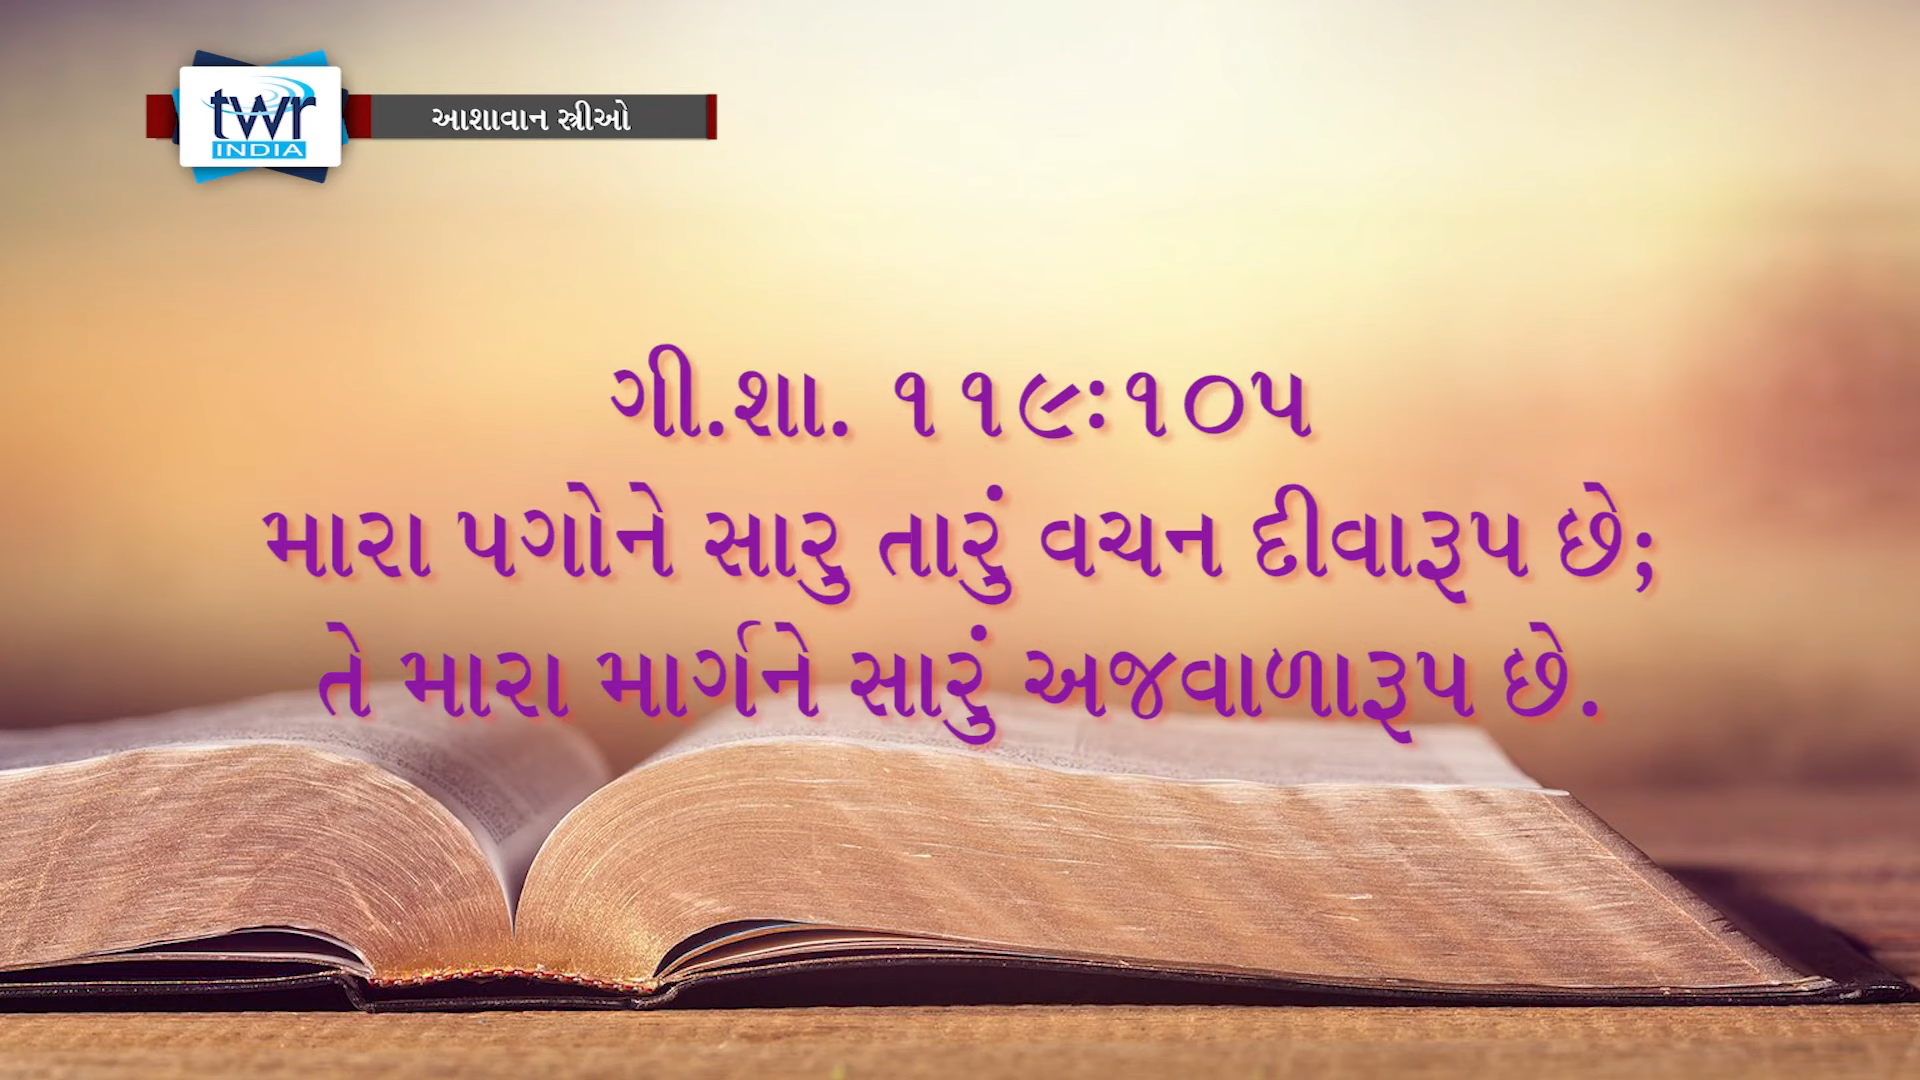 twr
INDIA
આશાવાન સ્ત્રીઓ
ગી.શા. ૧૧૯:૧૦૫
મારા પગોને સારુ તારું વચન દીવારૂપ છે;
તે મારા માર્ગને સારું અજવાળારૂપ છે.